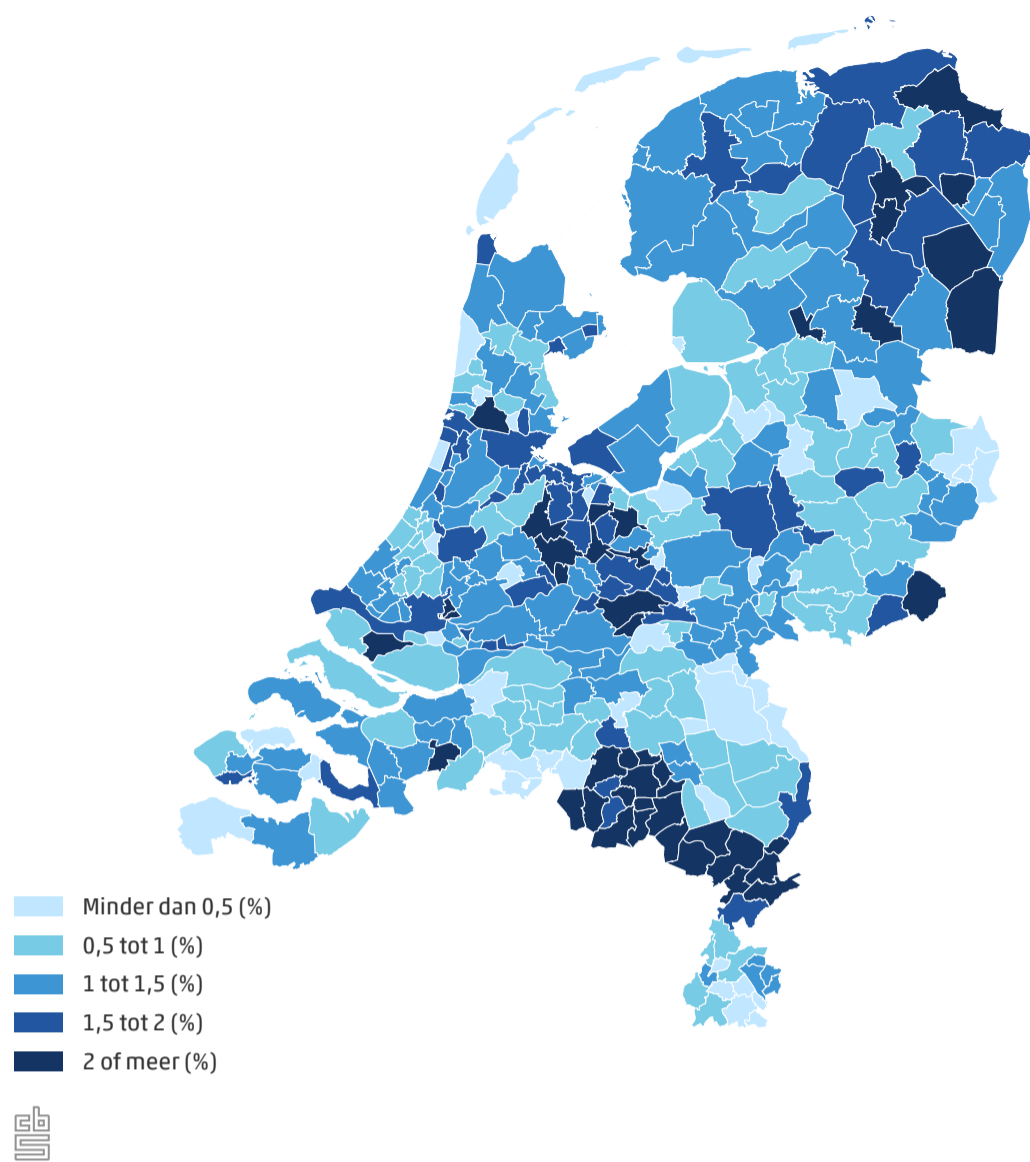 Minder dan 0,5 (%)
0,5 tot 1 (%)
1 tot 1,5 (%)
1,5 tot 2 (%)
2 of meer (%)
cbs